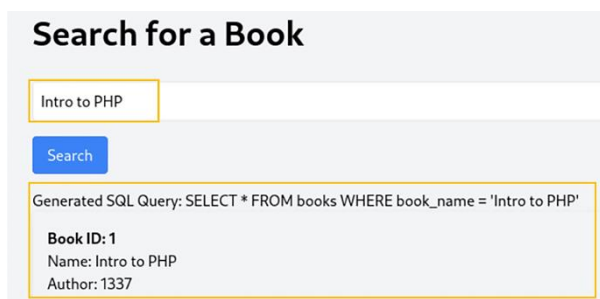 Search for a Book
Intro to PHP
Search
Generated SQL Query: SELECT * FROM books WHERE book_name = 'Intro to PHP'
Book ID: 1
Name: Intro to PHP
Author: 1337